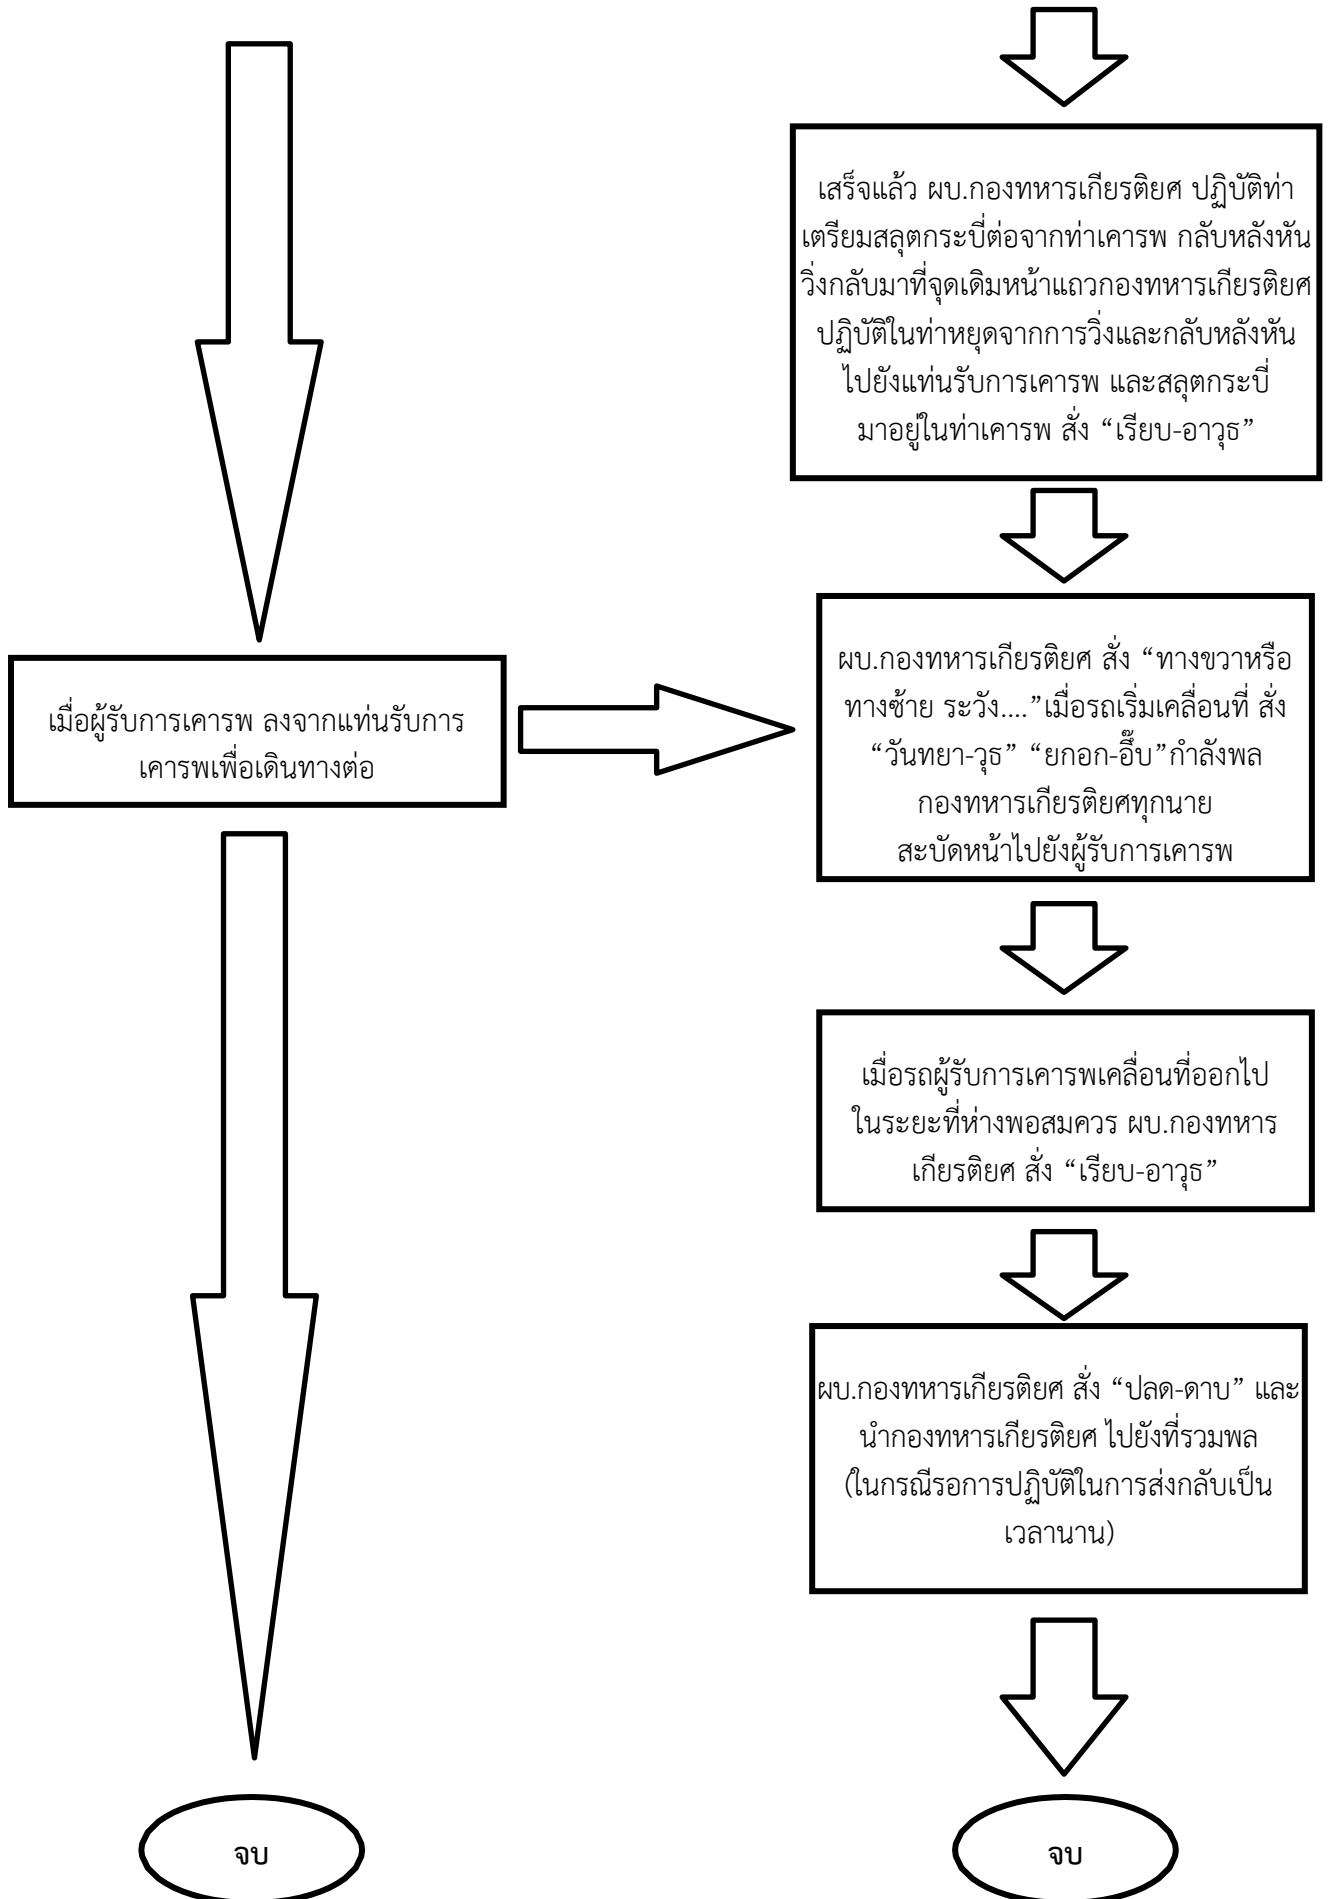 เสร็จแล้ว ผบ.กองทหารเกียรติยศ ปฏิบัติท่า
เตรียมสลุตกระบี่ต่อจากท่าเคารพ กลับหลังหัน
วิ่งกลับมาที่จุดเดิมหน้าแถวกองทหารเกียรติยศ
ปฏิบัติในท่าหยุดจากการวิ่งและกลับหลังหัน
ไปยังแท่นรับการเคารพ และสลุตกระบี่
มาอยู่ในท่าเคารพ สั่ง “เรียบ-อาวุธ”
เมื่อผู้รับการเคารพ ลงจากแท่นรับการ
เคารพเพื่อเดินทางต่อ
ผบ.กองทหารเกียรติยศ สั่ง “ทางขวาหรือ
ทางซ้าย ระวัง....”เมื่อรถเริ่มเคลื่อนที่ สั่ง
“วันทยา-วุธ” “ยกอก-อึ๊บ”กำลังพล
กองทหารเกียรติยศทุกนาย
สะบัดหน้าไปยังผู้รับการเคารพ
เมื่อรถผู้รับการเคารพเคลื่อนที่ออกไป
ในระยะที่ห่างพอสมควร ผบ.กองทหาร
เกียรติยศ สั่ง “เรียบ-อาวุธ”
ผบ.กองทหารเกียรติยศ สั่ง “ปลด-ดาบ” และ
นำกองทหารเกียรติยศ ไปยังที่รวมพล
(ในกรณีรอการปฏิบัติในการส่งกลับเป็น
เวลานาน)
จบ
จบ